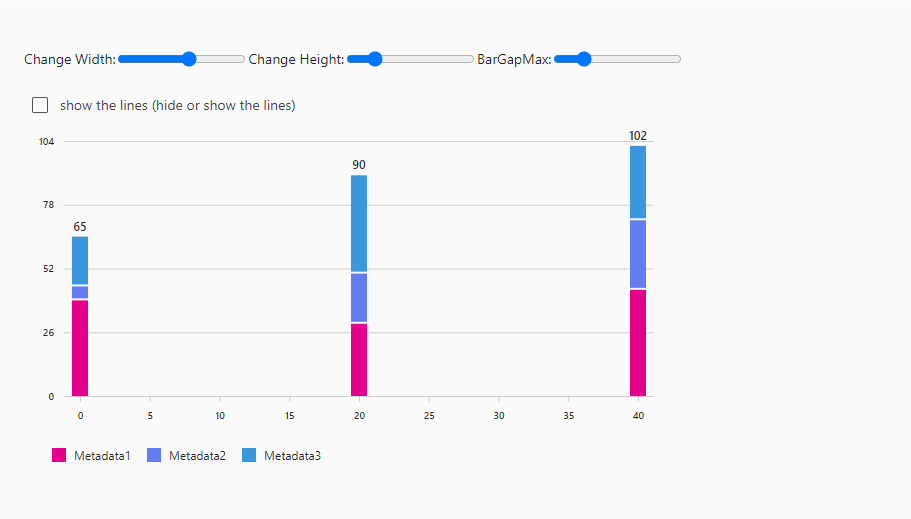 Change Width: Change Height: BarGapMax:
show the lines (hide or show the lines)
102
104
90
78
65
52
26
0
0 5 10 15 20 25 30 35 40
Metadata1 Metadata2 Metadata3